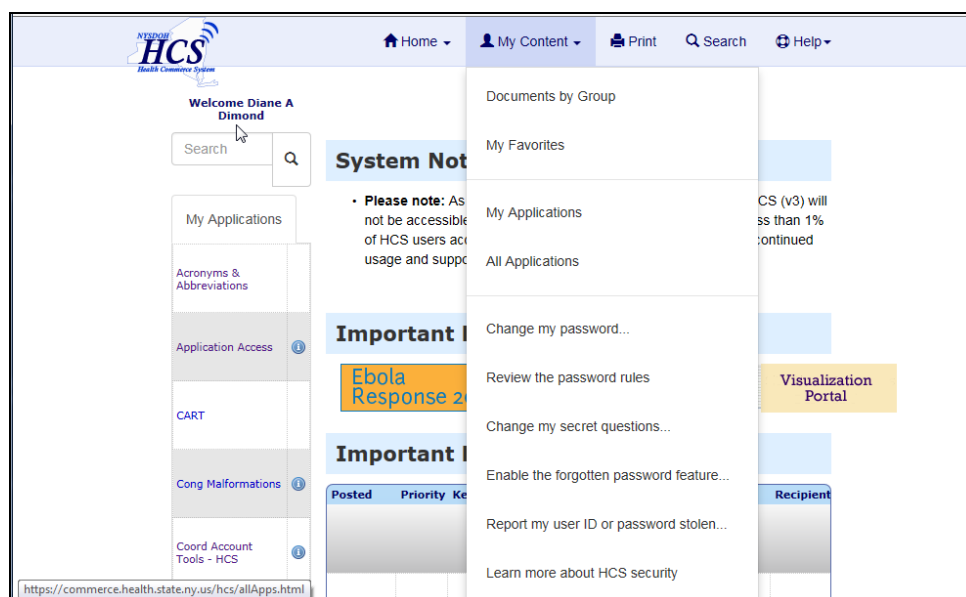 NYSDOH
HCS
Health Commerce System
Home
My Content
Print
Search
Help
Welcome Diane A
Dimond
Search
My Applications
Acronyms &
Abbreviations
Application Access
CART
Cong Malformations
Coord Account
Tools - HCS
https://commerce.health.state.ny.us/hcs/allApps.html
Documents by Group
My Favorites
My Applications
All Applications
Change my password...
Review the password rules
Change my secret questions...
Enable the forgotten password feature...
Report my user ID or password stolen...
Learn more about HCS security
System Not
• Please note: As CS (v3) will
not be accessible ss than 1%
of HCS users acc continued
usage and suppo
Important
Ebola
Response 2
Visualization
Portal
Important
Posted Priority Ke Recipient